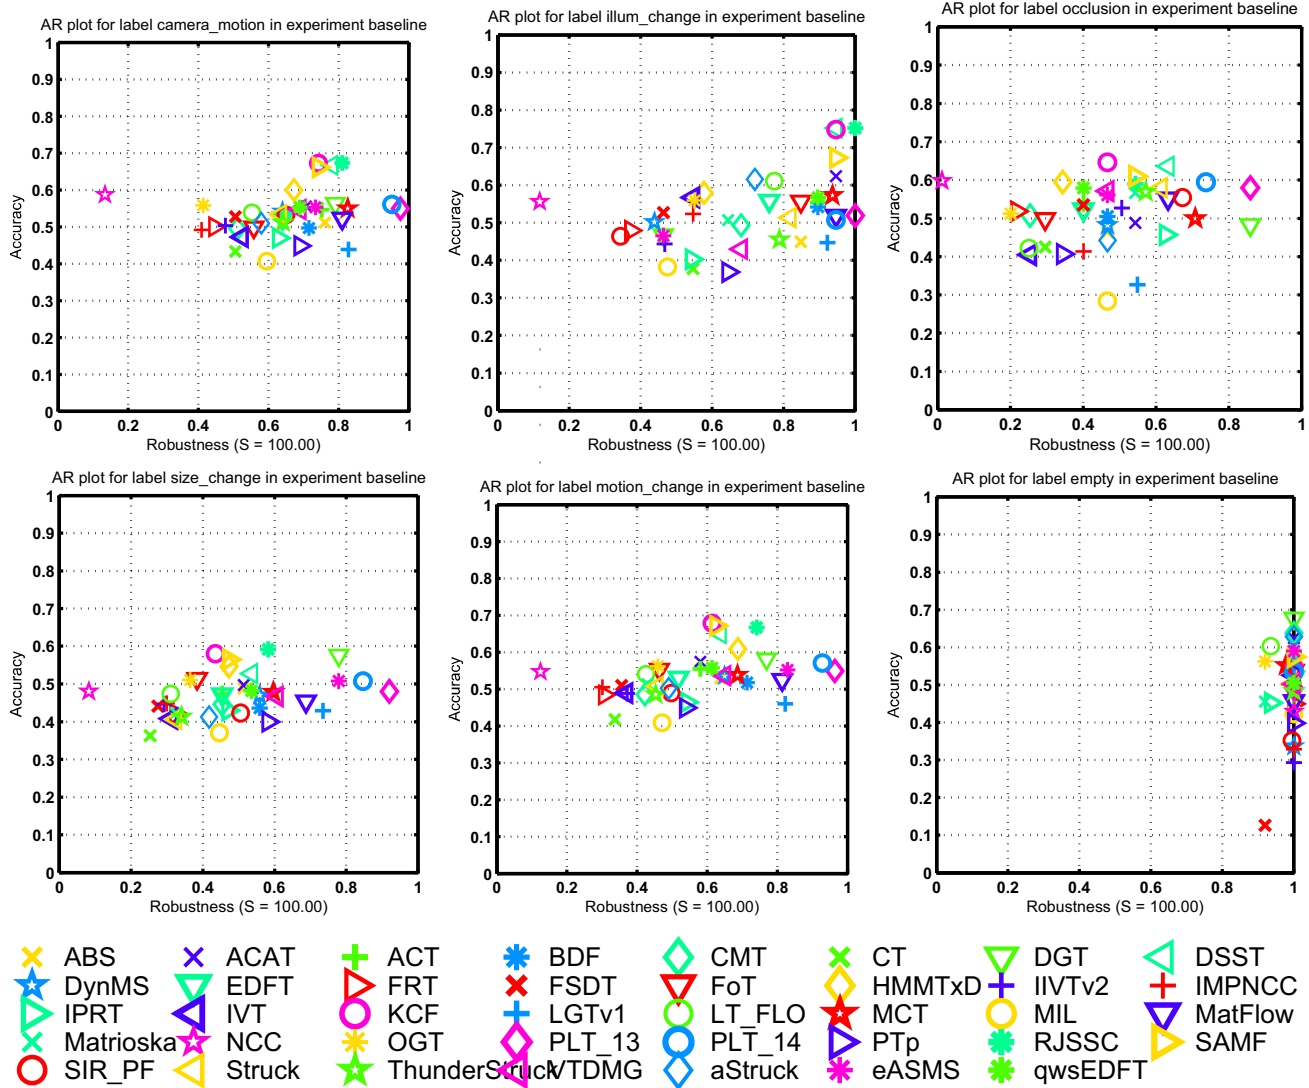 AR plot for label camera_motion in experiment baseline
1
0.9
0.8
0.7
0.6
0.5
0.4
0.3
0.2
0.1
0
0 0.2 0.4 0.6 0.8 1
Accuracy
Robustness (S = 100.00)
AR plot for label illum_change in experiment baseline
1
0.9
0.8
0.7
0.6
0.5
0.4
0.3
0.2
0.1
0
0 0.2 0.4 0.6 0.8 1
Accuracy
Robustness (S = 100.00)
AR plot for label occlusion in experiment baseline
1
0.9
0.8
0.7
0.6
0.5
0.4
0.3
0.2
0.1
0
0 0.2 0.4 0.6 0.8 1
Accuracy
Robustness (S = 100.00)
AR plot for label size_change in experiment baseline
1
0.9
0.8
0.7
0.6
0.5
0.4
0.3
0.2
0.1
0
0 0.2 0.4 0.6 0.8 1
Accuracy
Robustness (S = 100.00)
AR plot for label motion_change in experiment baseline
1
0.9
0.8
0.7
0.6
0.5
0.4
0.3
0.2
0.1
0
0 0.2 0.4 0.6 0.8 1
Accuracy
Robustness (S = 100.00)
AR plot for label empty in experiment baseline
1
0.9
0.8
0.7
0.6
0.5
0.4
0.3
0.2
0.1
0
0 0.2 0.4 0.6 0.8 1
Accuracy
Robustness (S = 100.00)
ABS ACAT ACT BDF CMT CT DGT DSST
DynMS EDFT FRT FSDT FoT HMMTxD IIVTv2 IMPNCC
IPRT IVT KCF LGTv1 LT_FLO MCT MIL MatFlow
Matrioska NCC OGT PLT_13 PLT_14 PTp RJSSC SAMF
SIR_PF Struck ThunderStruck VTDMG aStruck eASMS qwsEDFT